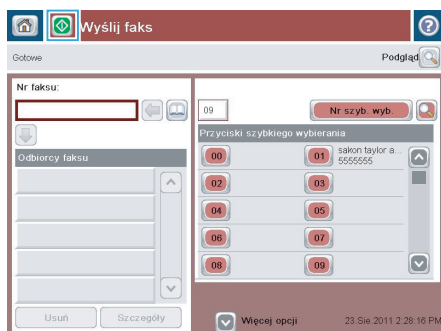 Wyślij faks
Gotowe
Podgląd
Nr faksu:
Odbiorcy faksu
Usuń
Szczegóły
09
Nr szyb. wyb.
Przyciski szybkiego wybierania
00
01 sakon taylor a...
5555555
02
03
04
05
06
07
08
09
Więcej opcji
23 Sie 2011 2:28:16 PM